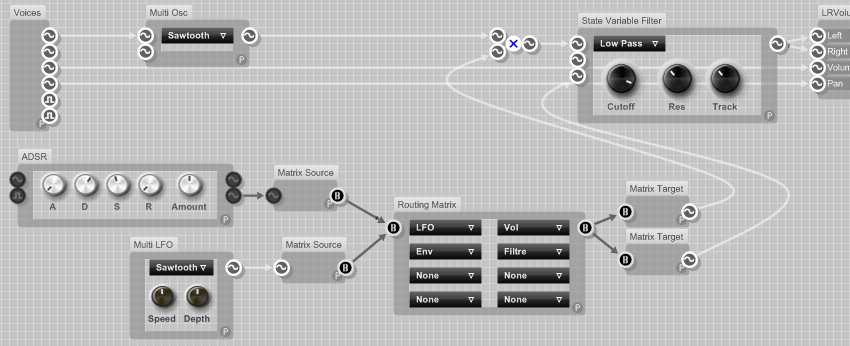 Voices
Multi Osc
Sawtooth
P
P
State Variable Filter
Low Pass
Cutoff Res Track
P
LRVolu
Left
Right
Volum
Pan
ADSR
A D S R Amount
P
Matrix Source
P
Multi LFO
Sawtooth
Speed Depth
P
Matrix Source
P
Routing Matrix
LFO Vol
Env Filtre
None None
None None
P
Matrix Target
P
Matrix Target
P